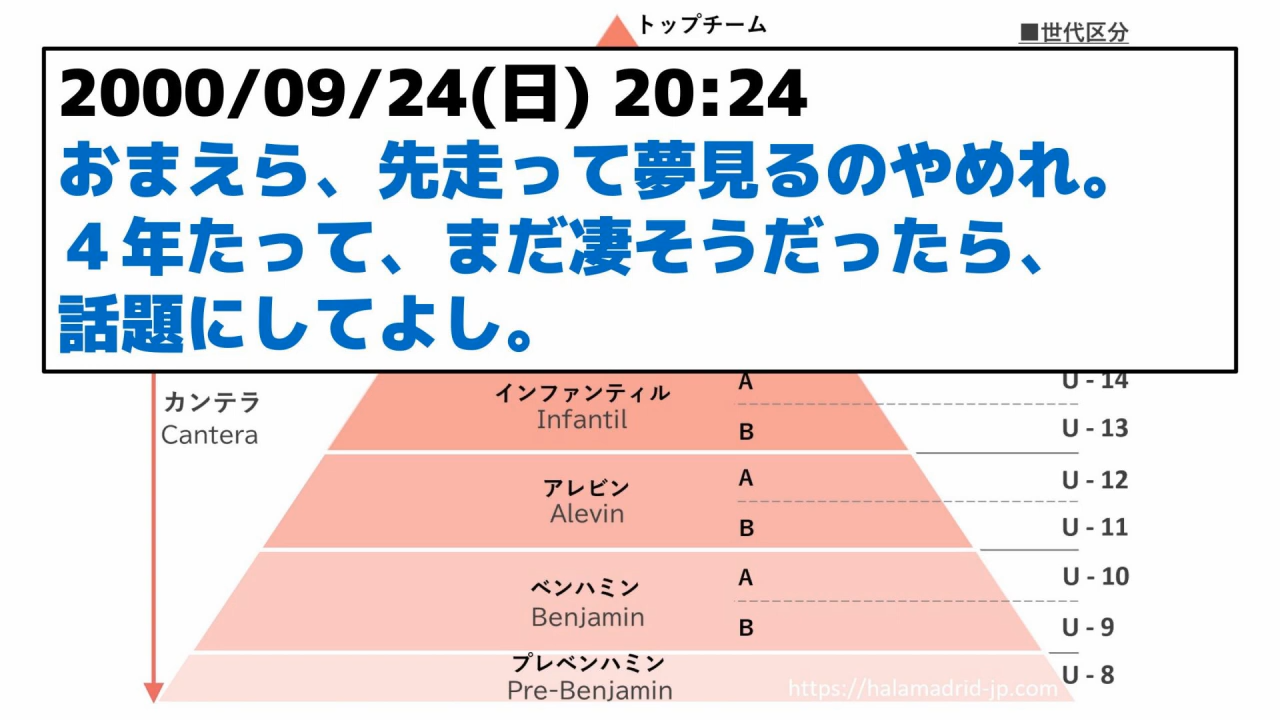 トップチーム
■世代区分
2000/09/24(日) 20:24
おまえら、先走って夢見るのやめれ。
４年たって、まだ凄そうだったら、
話題にしてよし。
カンテラ
Cantera
インファンティル
Infantil
A
U - 14
B
U - 13
アレビン
Alevin
A
U - 12
B
U - 11
ベンハミン
Benjamin
A
U - 10
B
U - 9
プレベンハミン
Pre-Benjamin
U - 8
https://halamadrid-jp.com